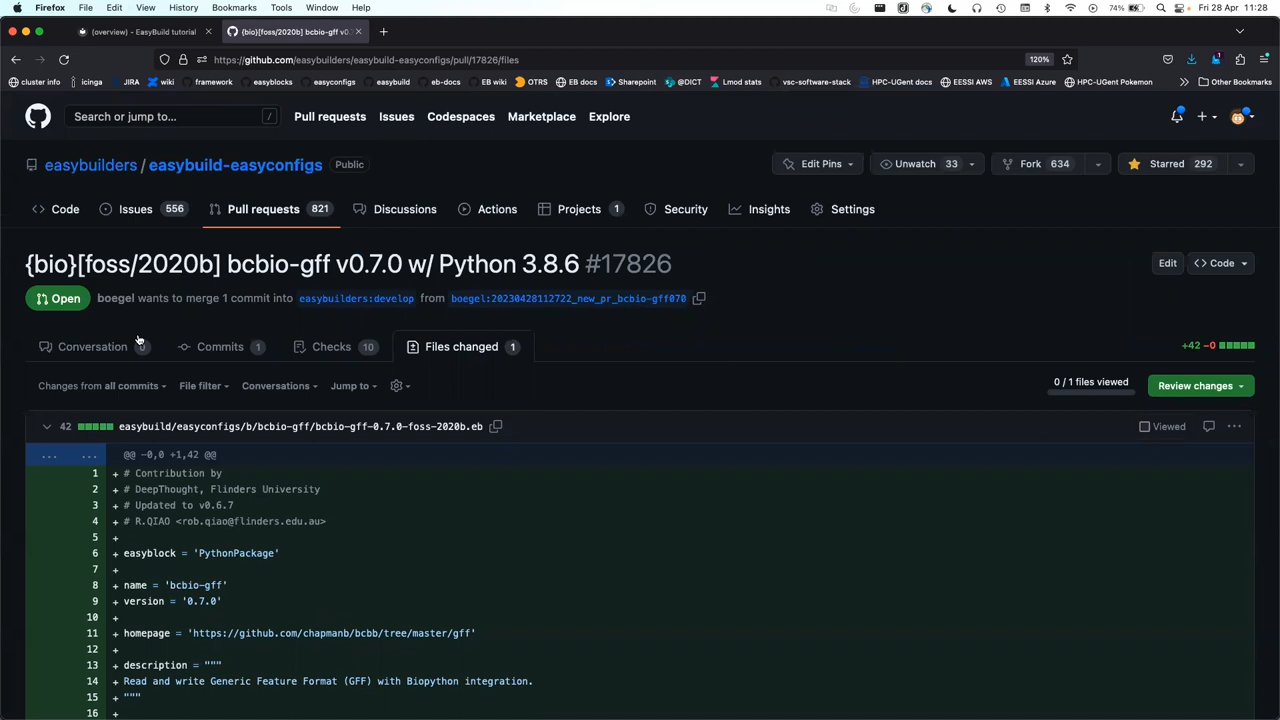 Firefox File Edit View History Bookmarks Tools Window Help 74% Fri 28 Apr 11:28
(overview) - EasyBuild tutorial × {bio}[foss/2020b] bcbio-gff v0. × +
https://github.com/easybuilders/easybuild-easyconfigs/pull/17826/files 120%
cluster info icinga JIRA wiki framework easyblocks easyconfigs easybuild eb-docs EB wiki OTRS EB docs Sharepoint @DICT Lmod stats vsc-software-stack HPC-UGent docs EESSI AWS EESSI Azure HPC-UGent Pokemon >> Other Bookmarks
Search or jump to... / Pull requests Issues Codespaces Marketplace Explore
easybuilders / easybuild-easyconfigs Public Edit Pins Unwatch 33 Fork 634 Starred 292
Code Issues 556 Pull requests 821 Discussions Actions Projects 1 Security Insights Settings
{bio}[foss/2020b] bcbio-gff v0.7.0 w/ Python 3.8.6 #17826 Edit <> Code
Open boegel wants to merge 1 commit into easybuilders:develop from boegel:20230428112722_new_pr_bcbio-gff070
Conversation 0 Commits 1 Checks 10 Files changed 1 +42 −0
Changes from all commits File filter Conversations Jump to 0 / 1 files viewed Review changes
42 easybuild/easyconfigs/b/bcbio-gff/bcbio-gff-0.7.0-foss-2020b.eb Viewed ...
... ... @@ -0,0 +1,42 @@
1 + # Contribution by
2 + # DeepThought, Flinders University
3 + # Updated to v0.6.7
4 + # R.QIAO <rob.qiao@flinders.edu.au>
5 +
6 + easyblock = 'PythonPackage'
7 +
8 + name = 'bcbio-gff'
9 + version = '0.7.0'
10 +
11 + homepage = 'https://github.com/chapmanb/bcbb/tree/master/gff'
12 +
13 + description = """
14 + Read and write Generic Feature Format (GFF) with Biopython integration.
15 + """
16 +